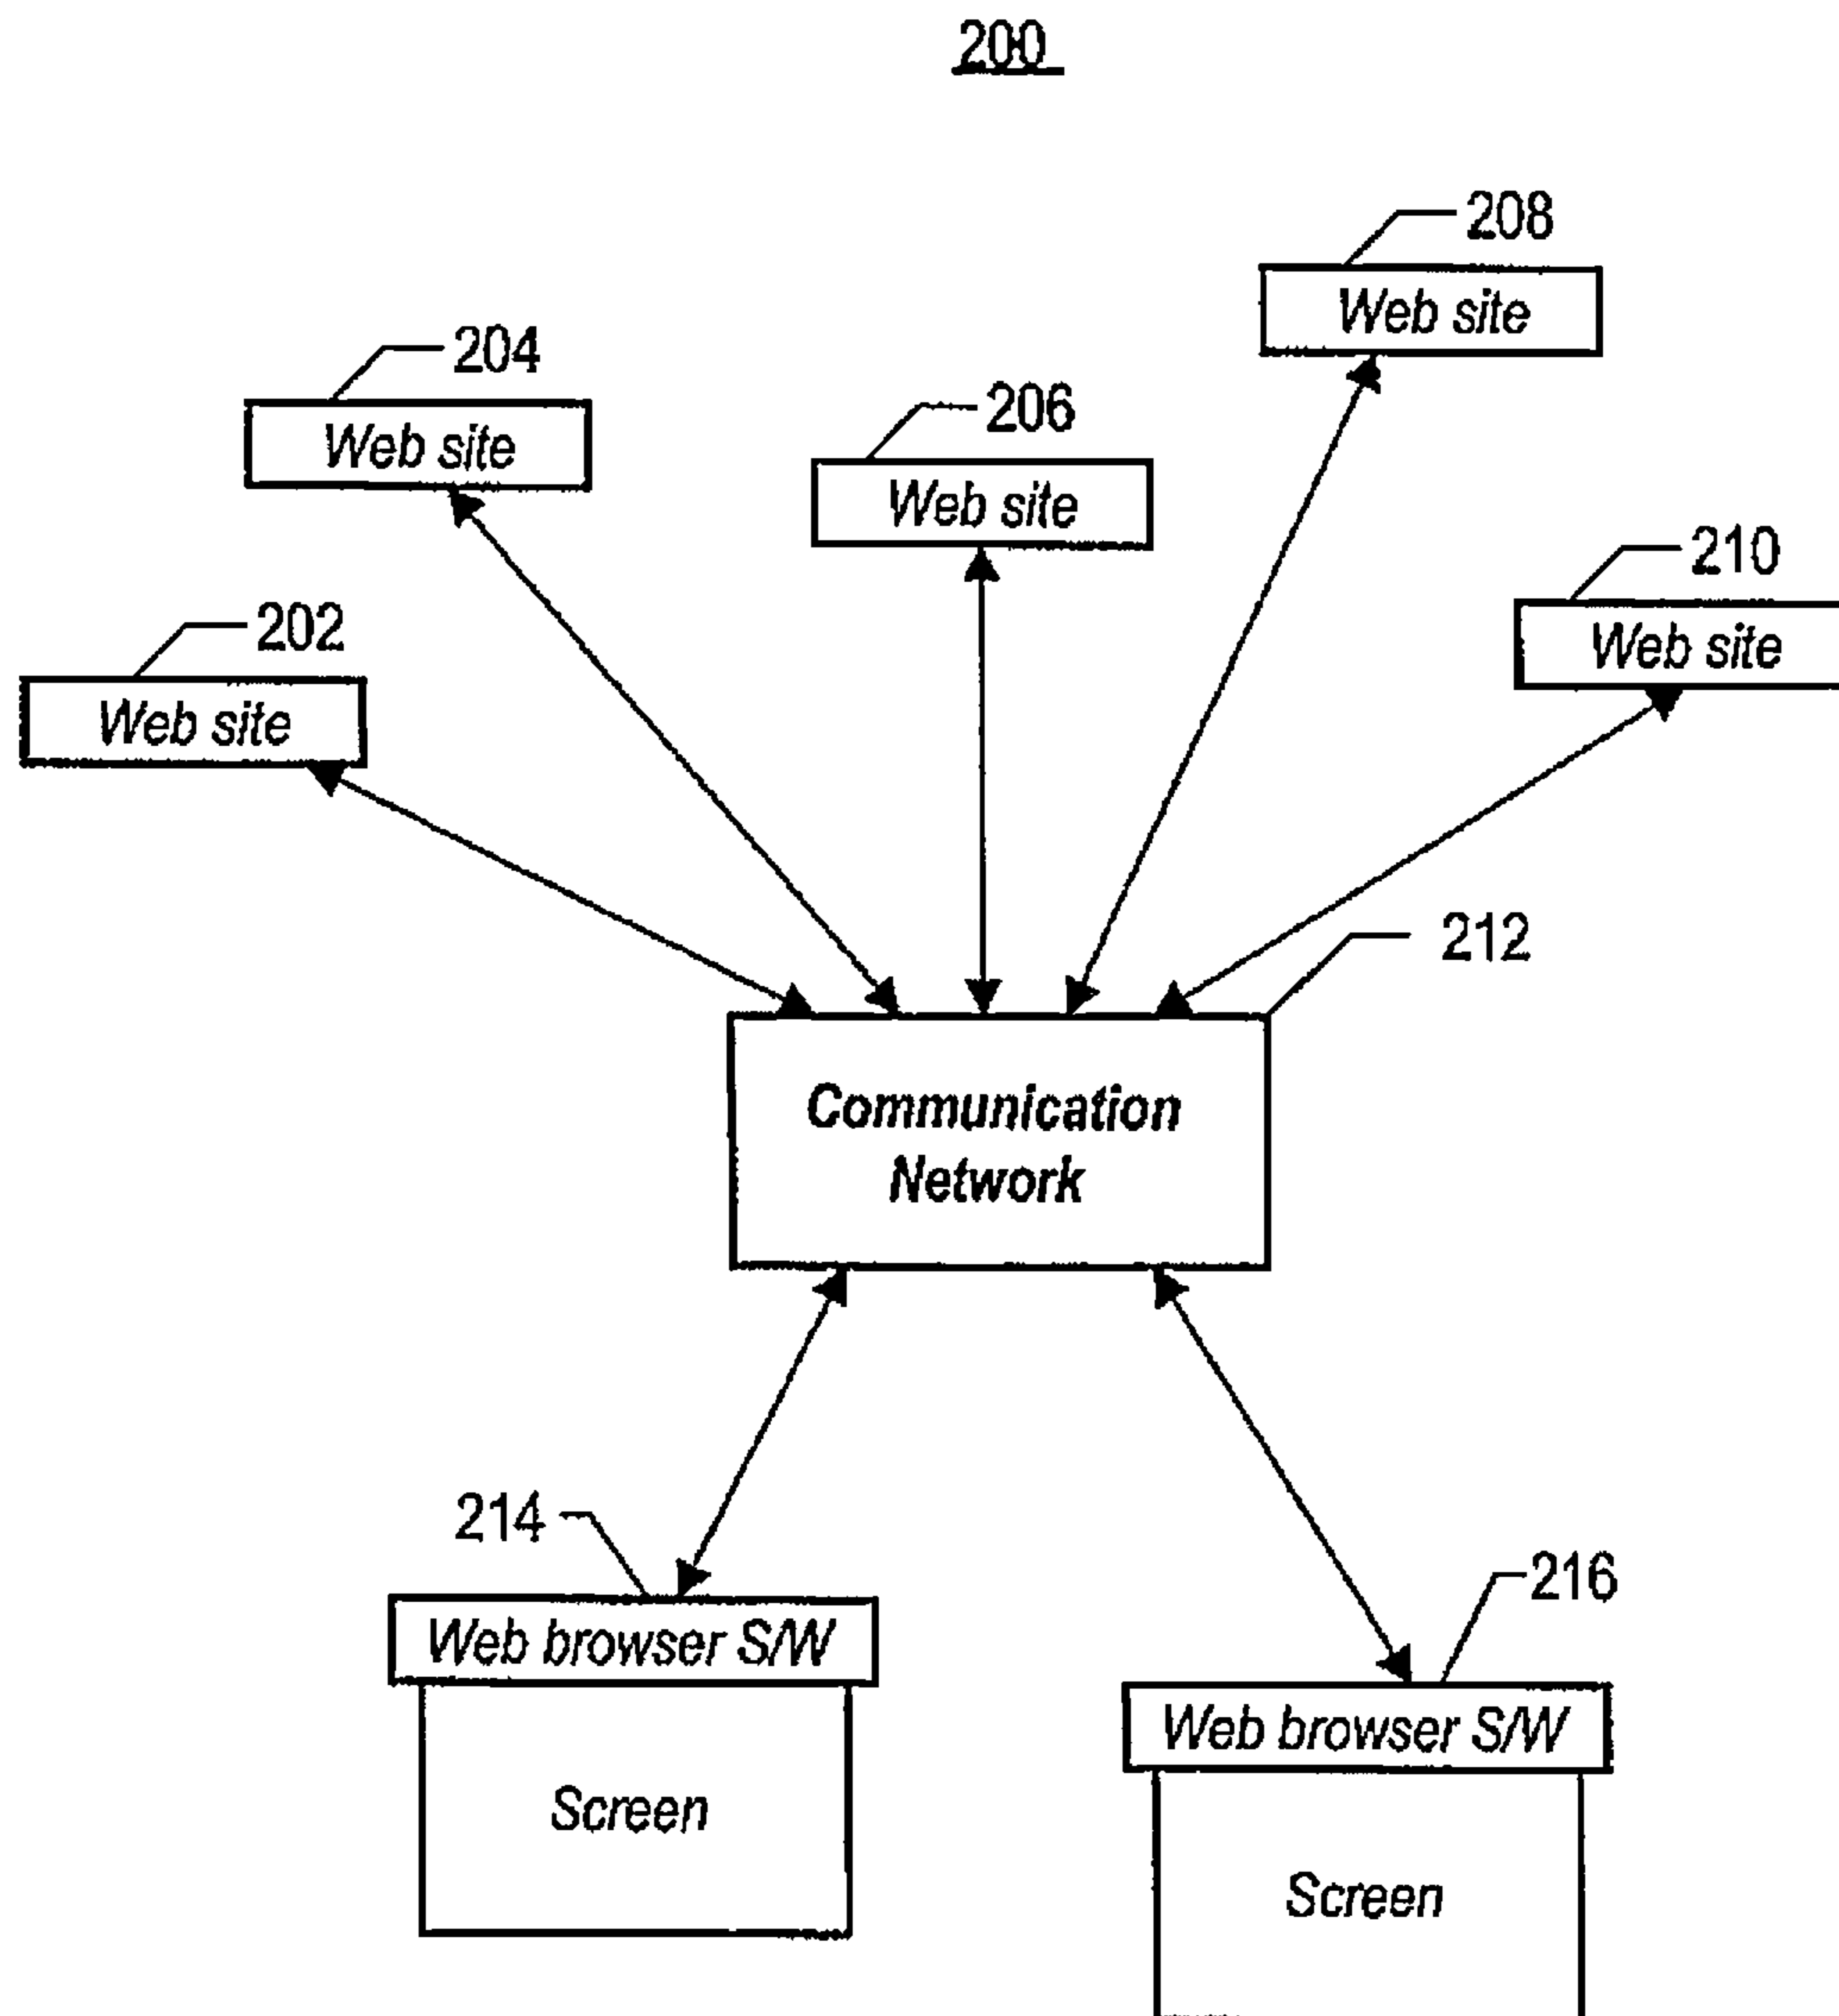 200
208
Web site
204
Web site
206
Web site
210
Web site
202
Web site
212
Communication
Network
214
Web browser S/W
Screen
216
Web browser S/W
Screen